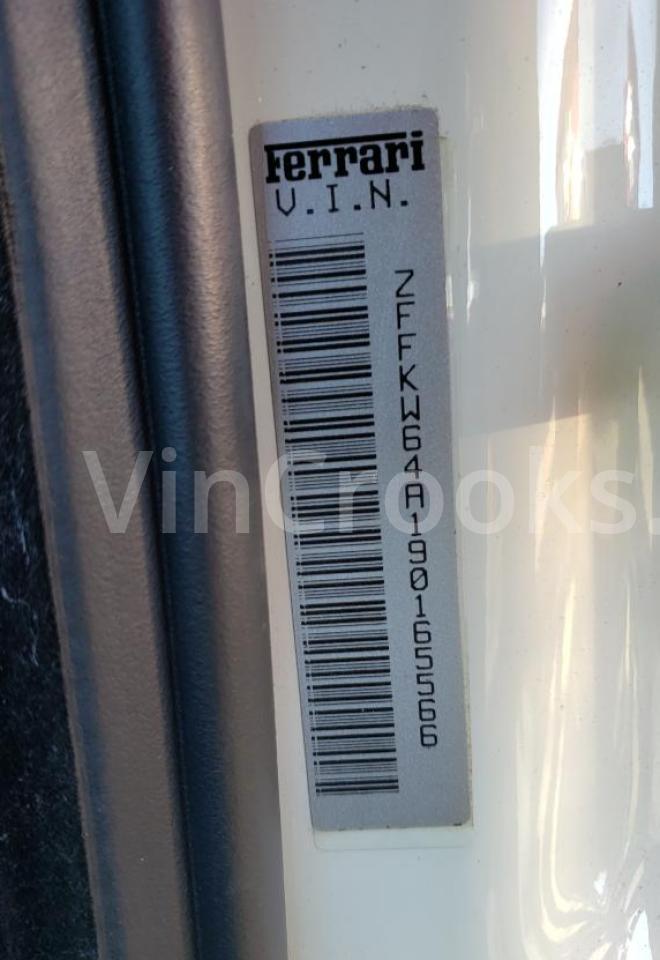 Ferrari
V.I.N.
ZFFKW64A190165566
VinCrooks.